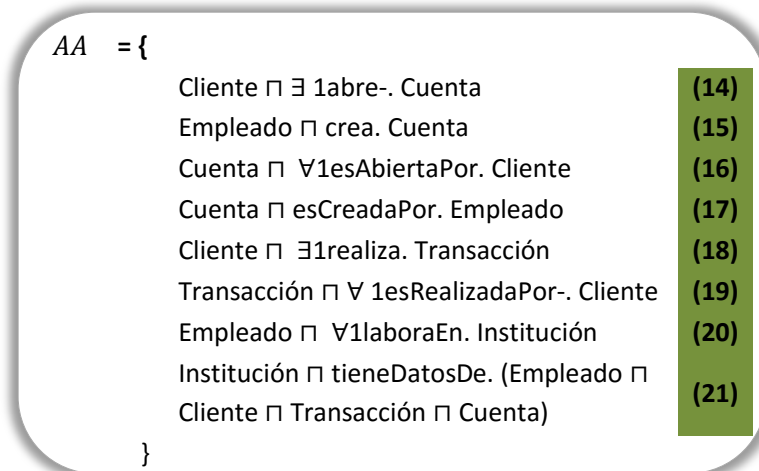 AA = {
Cliente ⊓ ∃ 1abre-. Cuenta (14)
Empleado ⊓ crea. Cuenta (15)
Cuenta ⊓ ∀1esAbiertaPor. Cliente (16)
Cuenta ⊓ esCreadaPor. Empleado (17)
Cliente ⊓ ∃1realiza. Transacción (18)
Transacción ⊓ ∀ 1esRealizadaPor-. Cliente (19)
Empleado ⊓ ∀1laboraEn. Institución (20)
Institución ⊓ tieneDatosDe. (Empleado ⊓
Cliente ⊓ Transacción ⊓ Cuenta) (21)
}